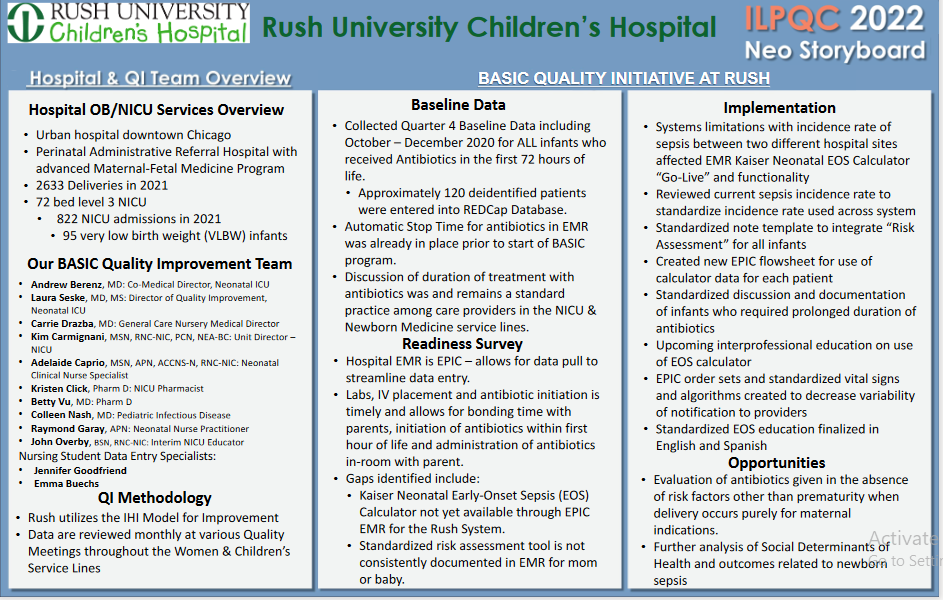 RUSH UNIVERSITY
Children's Hospital
Rush University Children's Hospital
ILPQC 2022
Neo Storyboard
Hospital & QI Team Overview
BASIC QUALITY INITIATIVE AT RUSH
Hospital OB/NICU Services Overview
• Urban hospital downtown Chicago
• Perinatal Administrative Referral Hospital with
advanced Maternal-Fetal Medicine Program
• 2633 Deliveries in 2021
• 72 bed level 3 NICU
• 822 NICU admissions in 2021
• 95 very low birth weight (VLBW) infants
Our BASIC Quality Improvement Team
• Andrew Berenz, MD: Co-Medical Director, Neonatal ICU
• Laura Seske, MD, MS: Director of Quality Improvement,
Neonatal ICU
• Carrie Drazba, MD: General Care Nursery Medical Director
• Kim Carmignani, MSN, RNC-NIC, PCN, NEA-BC: Unit Director –
NICU
• Adelaide Caprio, MSN, APN, ACCNS-N, RNC-NIC: Neonatal
Clinical Nurse Specialist
• Kristen Click, Pharm D: NICU Pharmacist
• Betty Vu, MD: Pharm D
• Colleen Nash, MD: Pediatric Infectious Disease
• Raymond Garay, APN: Neonatal Nurse Practitioner
• John Overby, BSN, RNC-NIC: Interim NICU Educator
Nursing Student Data Entry Specialists:
• Jennifer Goodfriend
• Emma Buechs
QI Methodology
• Rush utilizes the IHI Model for Improvement
• Data are reviewed monthly at various Quality
Meetings throughout the Women & Children's
Service Lines
Baseline Data
• Collected Quarter 4 Baseline Data including
October – December 2020 for ALL infants who
received Antibiotics in the first 72 hours of
life.
• Approximately 120 deidentified patients
were entered into REDCap Database.
• Automatic Stop Time for antibiotics in EMR
was already in place prior to start of BASIC
program.
• Discussion of duration of treatment with
antibiotics was and remains a standard
practice among care providers in the NICU &
Newborn Medicine service lines.
Readiness Survey
• Hospital EMR is EPIC – allows for data pull to
streamline data entry.
• Labs, IV placement and antibiotic initiation is
timely and allows for bonding time with
parents, initiation of antibiotics within first
hour of life and administration of antibiotics
in-room with parent.
• Gaps identified include:
• Kaiser Neonatal Early-Onset Sepsis (EOS)
Calculator not yet available through EPIC
EMR for the Rush System.
• Standardized risk assessment tool is not
consistently documented in EMR for mom
or baby.
Implementation
• Systems limitations with incidence rate of
sepsis between two different hospital sites
affected EMR Kaiser Neonatal EOS Calculator
“Go-Live” and functionality
• Reviewed current sepsis incidence rate to
standardize incidence rate used across system
• Standardized note template to integrate “Risk
Assessment” for all infants
• Created new EPIC flowsheet for use of
calculator data for each patient
• Standardized discussion and documentation
of infants who required prolonged duration of
antibiotics
• Upcoming interprofessional education on use
of EOS calculator
• EPIC order sets and standardized vital signs
and algorithms created to decrease variability
of notification to providers
• Standardized EOS education finalized in
English and Spanish
Opportunities
• Evaluation of antibiotics given in the absence
of risk factors other than prematurity when
delivery occurs purely for maternal
indications.
• Further analysis of Social Determinants of
Health and outcomes related to newborn
sepsis
Activate
Go to Sett